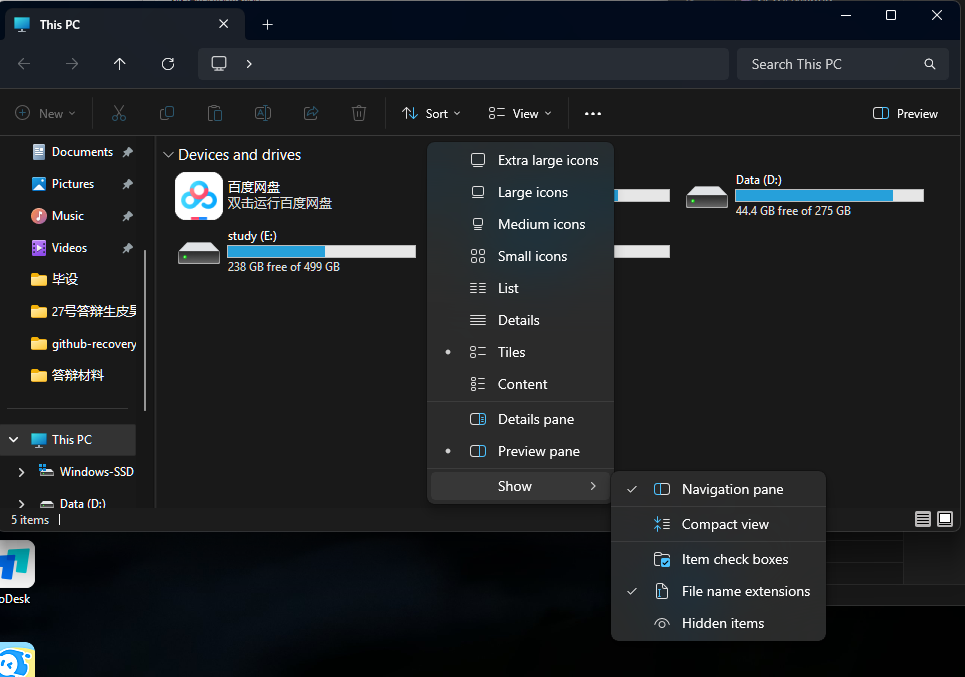 This PC
Search This PC
New
Sort
View
Preview
Documents
Pictures
Music
Videos
毕设
27号答辩生皮
github-recovery
答辩材料
This PC
Windows-SSD
Data (D:)
5 items
Devices and drives
百度网盘
双击运行百度网盘
study (E:)
238 GB free of 499 GB
Data (D:)
44.4 GB free of 275 GB
Extra large icons
Large icons
Medium icons
Small icons
List
Details
Tiles
Content
Details pane
Preview pane
Show
Navigation pane
Compact view
Item check boxes
File name extensions
Hidden items
oDesk